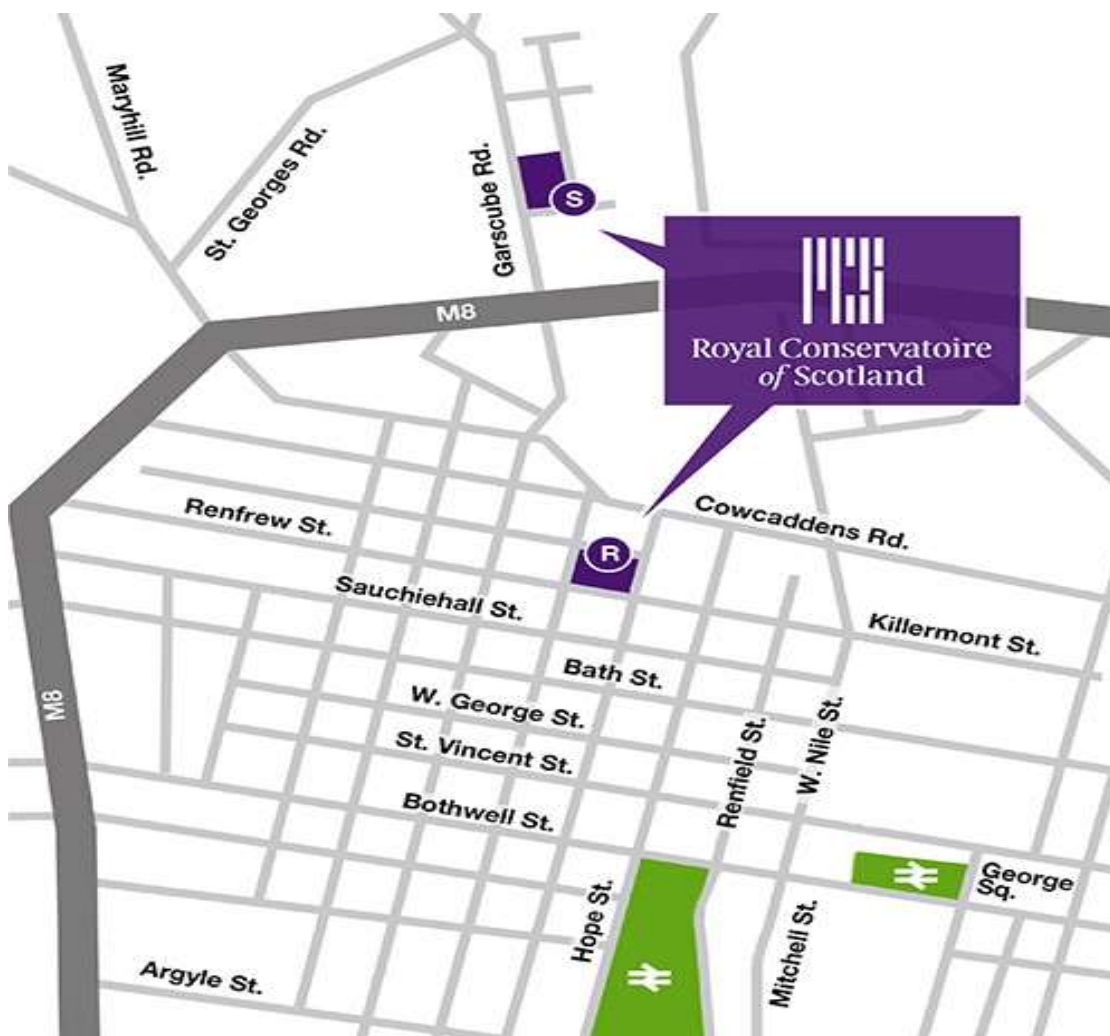 Maryhill Rd.
St. Georges Rd.
Garscube Rd.
S
M8
Royal Conservatoire
of Scotland
Cowcaddens Rd.
Renfrew St.
R
Sauchiehall St.
Killermont St.
Bath St.
W. George St.
M8
St. Vincent St.
Renfield St.
W. Nile St.
Bothwell St.
George
Sq.
Hope St.
Mitchell St.
Argyle St.